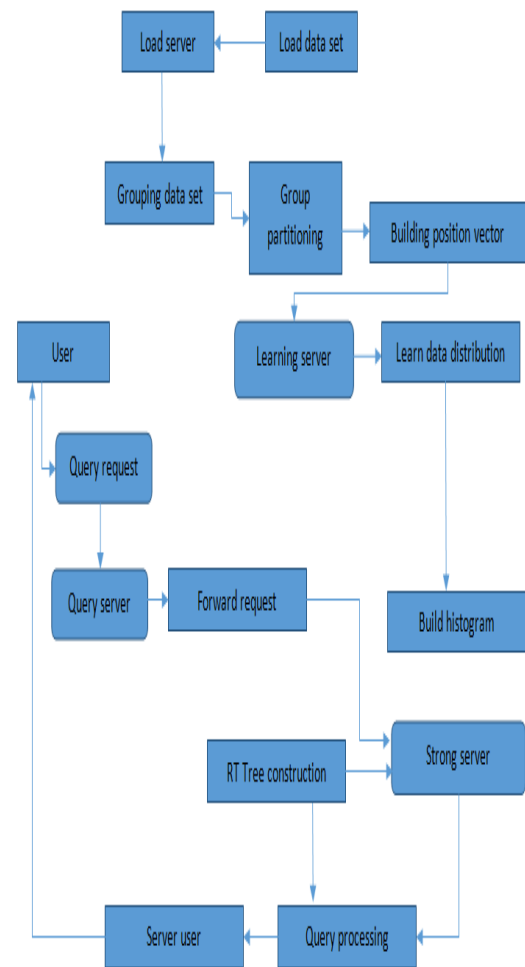 Load server
Load data set
Grouping data set
Group
partitioning
Building position vector
User
Learning server
Learn data distribution
Query request
Query server
Forward request
Build histogram
Strong server
RT Tree construction
Server user
Query processing